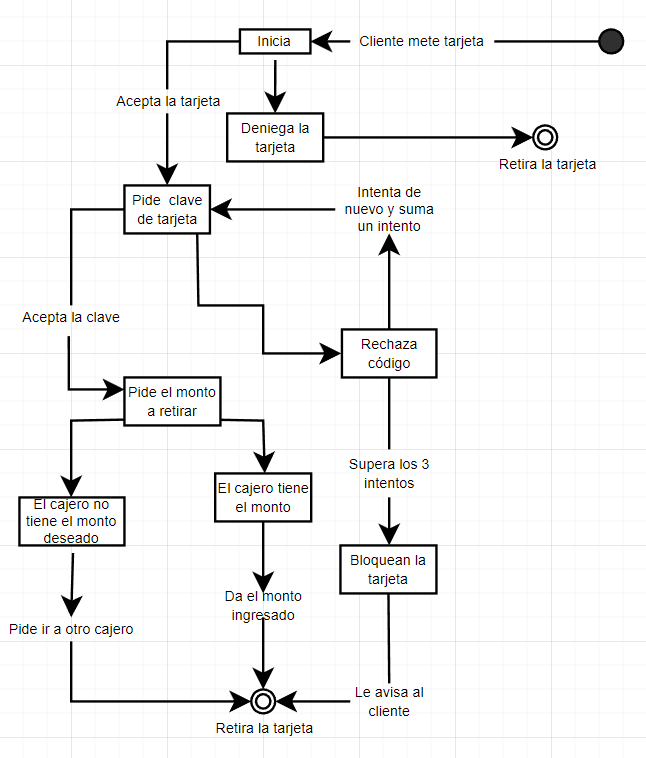 Inicia
Cliente mete tarjeta
Acepta la tarjeta
Deniega la
tarjeta
Retira la tarjeta
Pide clave
de tarjeta
Intenta de
nuevo y suma
un intento
Acepta la clave
Rechaza
código
Pide el monto
a retirar
Supera los 3
intentos
El cajero no
tiene el monto
deseado
El cajero tiene
el monto
Bloquean la
tarjeta
Da el monto
ingresado
Pide ir a otro cajero
Le avisa al
cliente
Retira la tarjeta